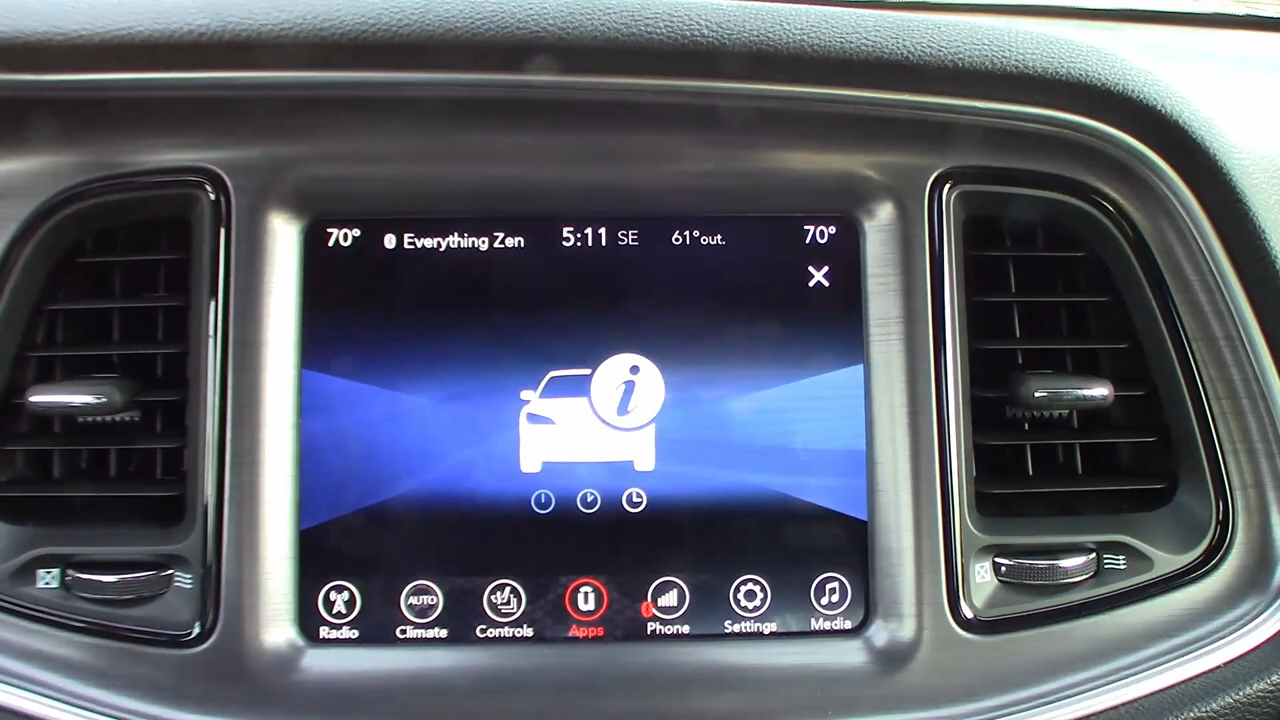 70° Everything Zen 5:11 SE 61°out. 70°
i
AUTO
Radio Climate Controls Apps Phone Settings Media